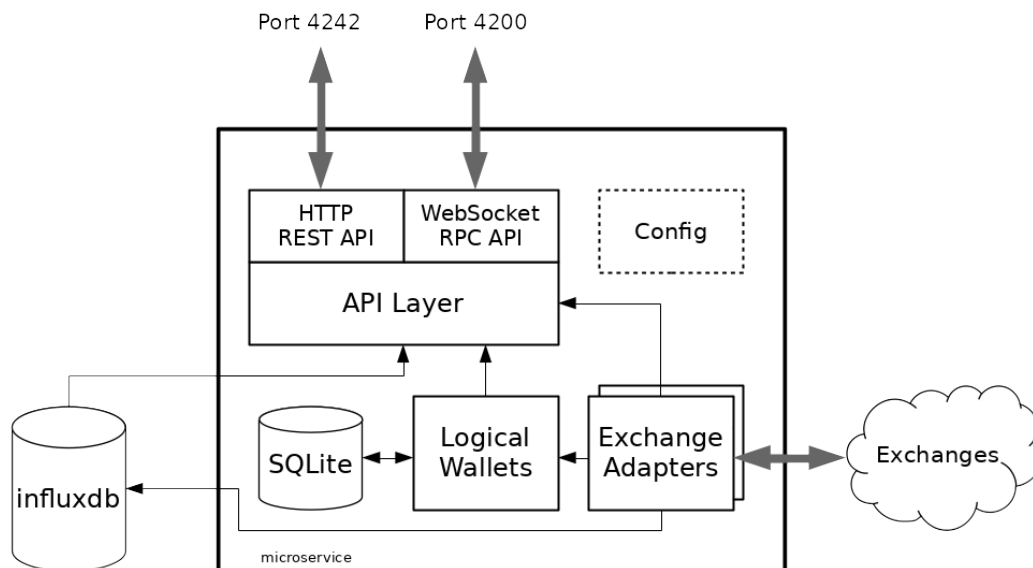 Port 4242
Port 4200
HTTP
REST API
WebSocket
RPC API
Config
API Layer
influxdb
SQLite
Logical
Wallets
Exchange
Adapters
Exchanges
microservice